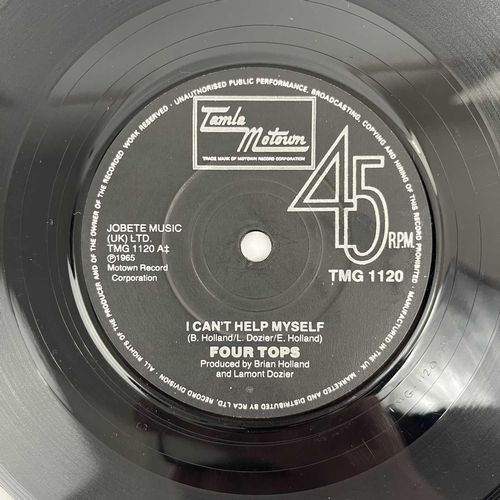 UNAUTHORISED PUBLIC PERFORMANCE, BROADCASTING, COPYING AND HIRING OF THIS RECORD PROHIBITED.
MANUFACTURED IN THE UK. · MARKETED AND DISTRIBUTED BY RCA LTD. RECORD DIVISION ·
ALL RIGHTS OF THE PRODUCER AND OF THE OWNER OF THE RECORDED WORK RESERVED ·
Tamla
Motown
TRADE MARK OF MOTOWN RECORD CORPORATION
45
R.P.M.
TMG 1120
JOBETE MUSIC
(UK) LTD.
TMG 1120 A‡
℗1965
Motown Record
Corporation
I CAN'T HELP MYSELF
(B. Holland/L. Dozier/E. Holland)
FOUR TOPS
Produced by Brian Holland
and Lamont Dozier